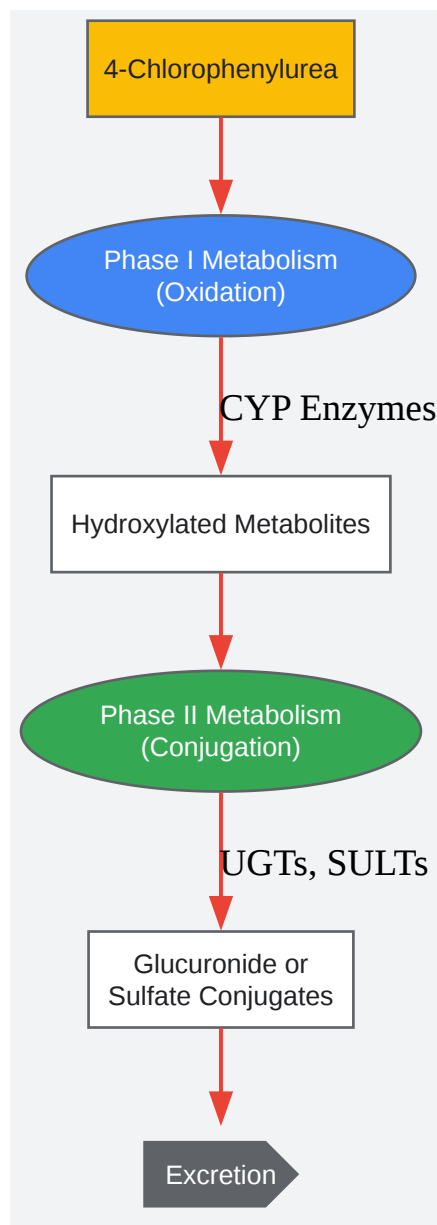 4-Chlorophenylurea
Phase I Metabolism
(Oxidation)
CYP Enzymes
Hydroxylated Metabolites
Phase II Metabolism
(Conjugation)
UGTs, SULTs
Glucuronide or
Sulfate Conjugates
Excretion